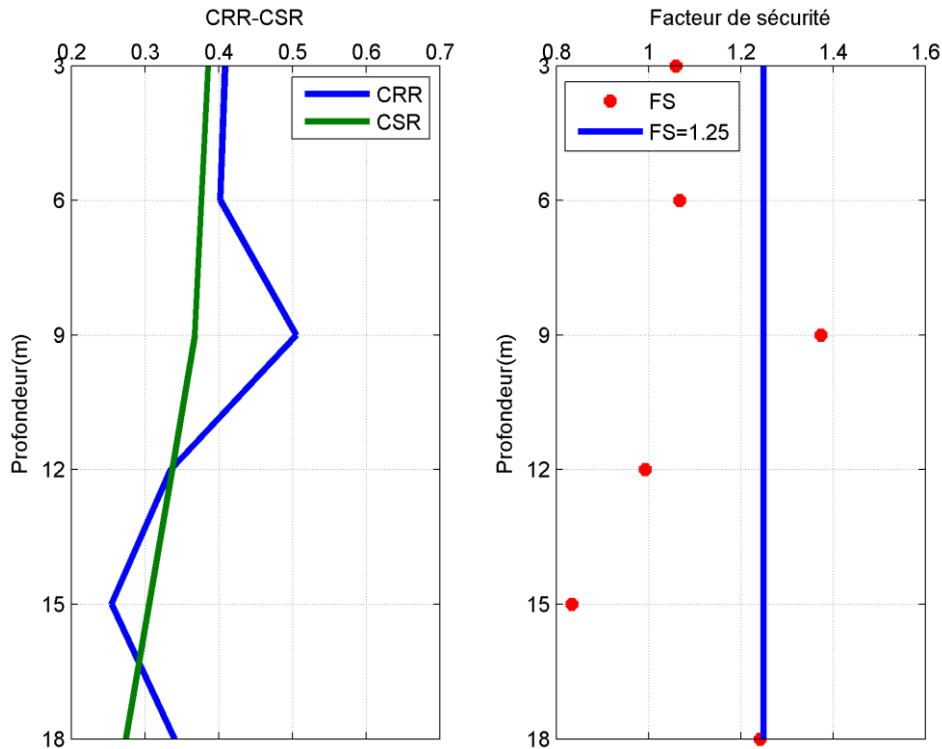 CRR-CSR
0.2 0.3 0.4 0.5 0.6 0.7
3
6
9
12
15
18
Profondeur(m)
CRR
CSR
Facteur de sécurité
0.8 1 1.2 1.4 1.6
3
6
9
12
15
18
Profondeur(m)
FS
FS=1.25